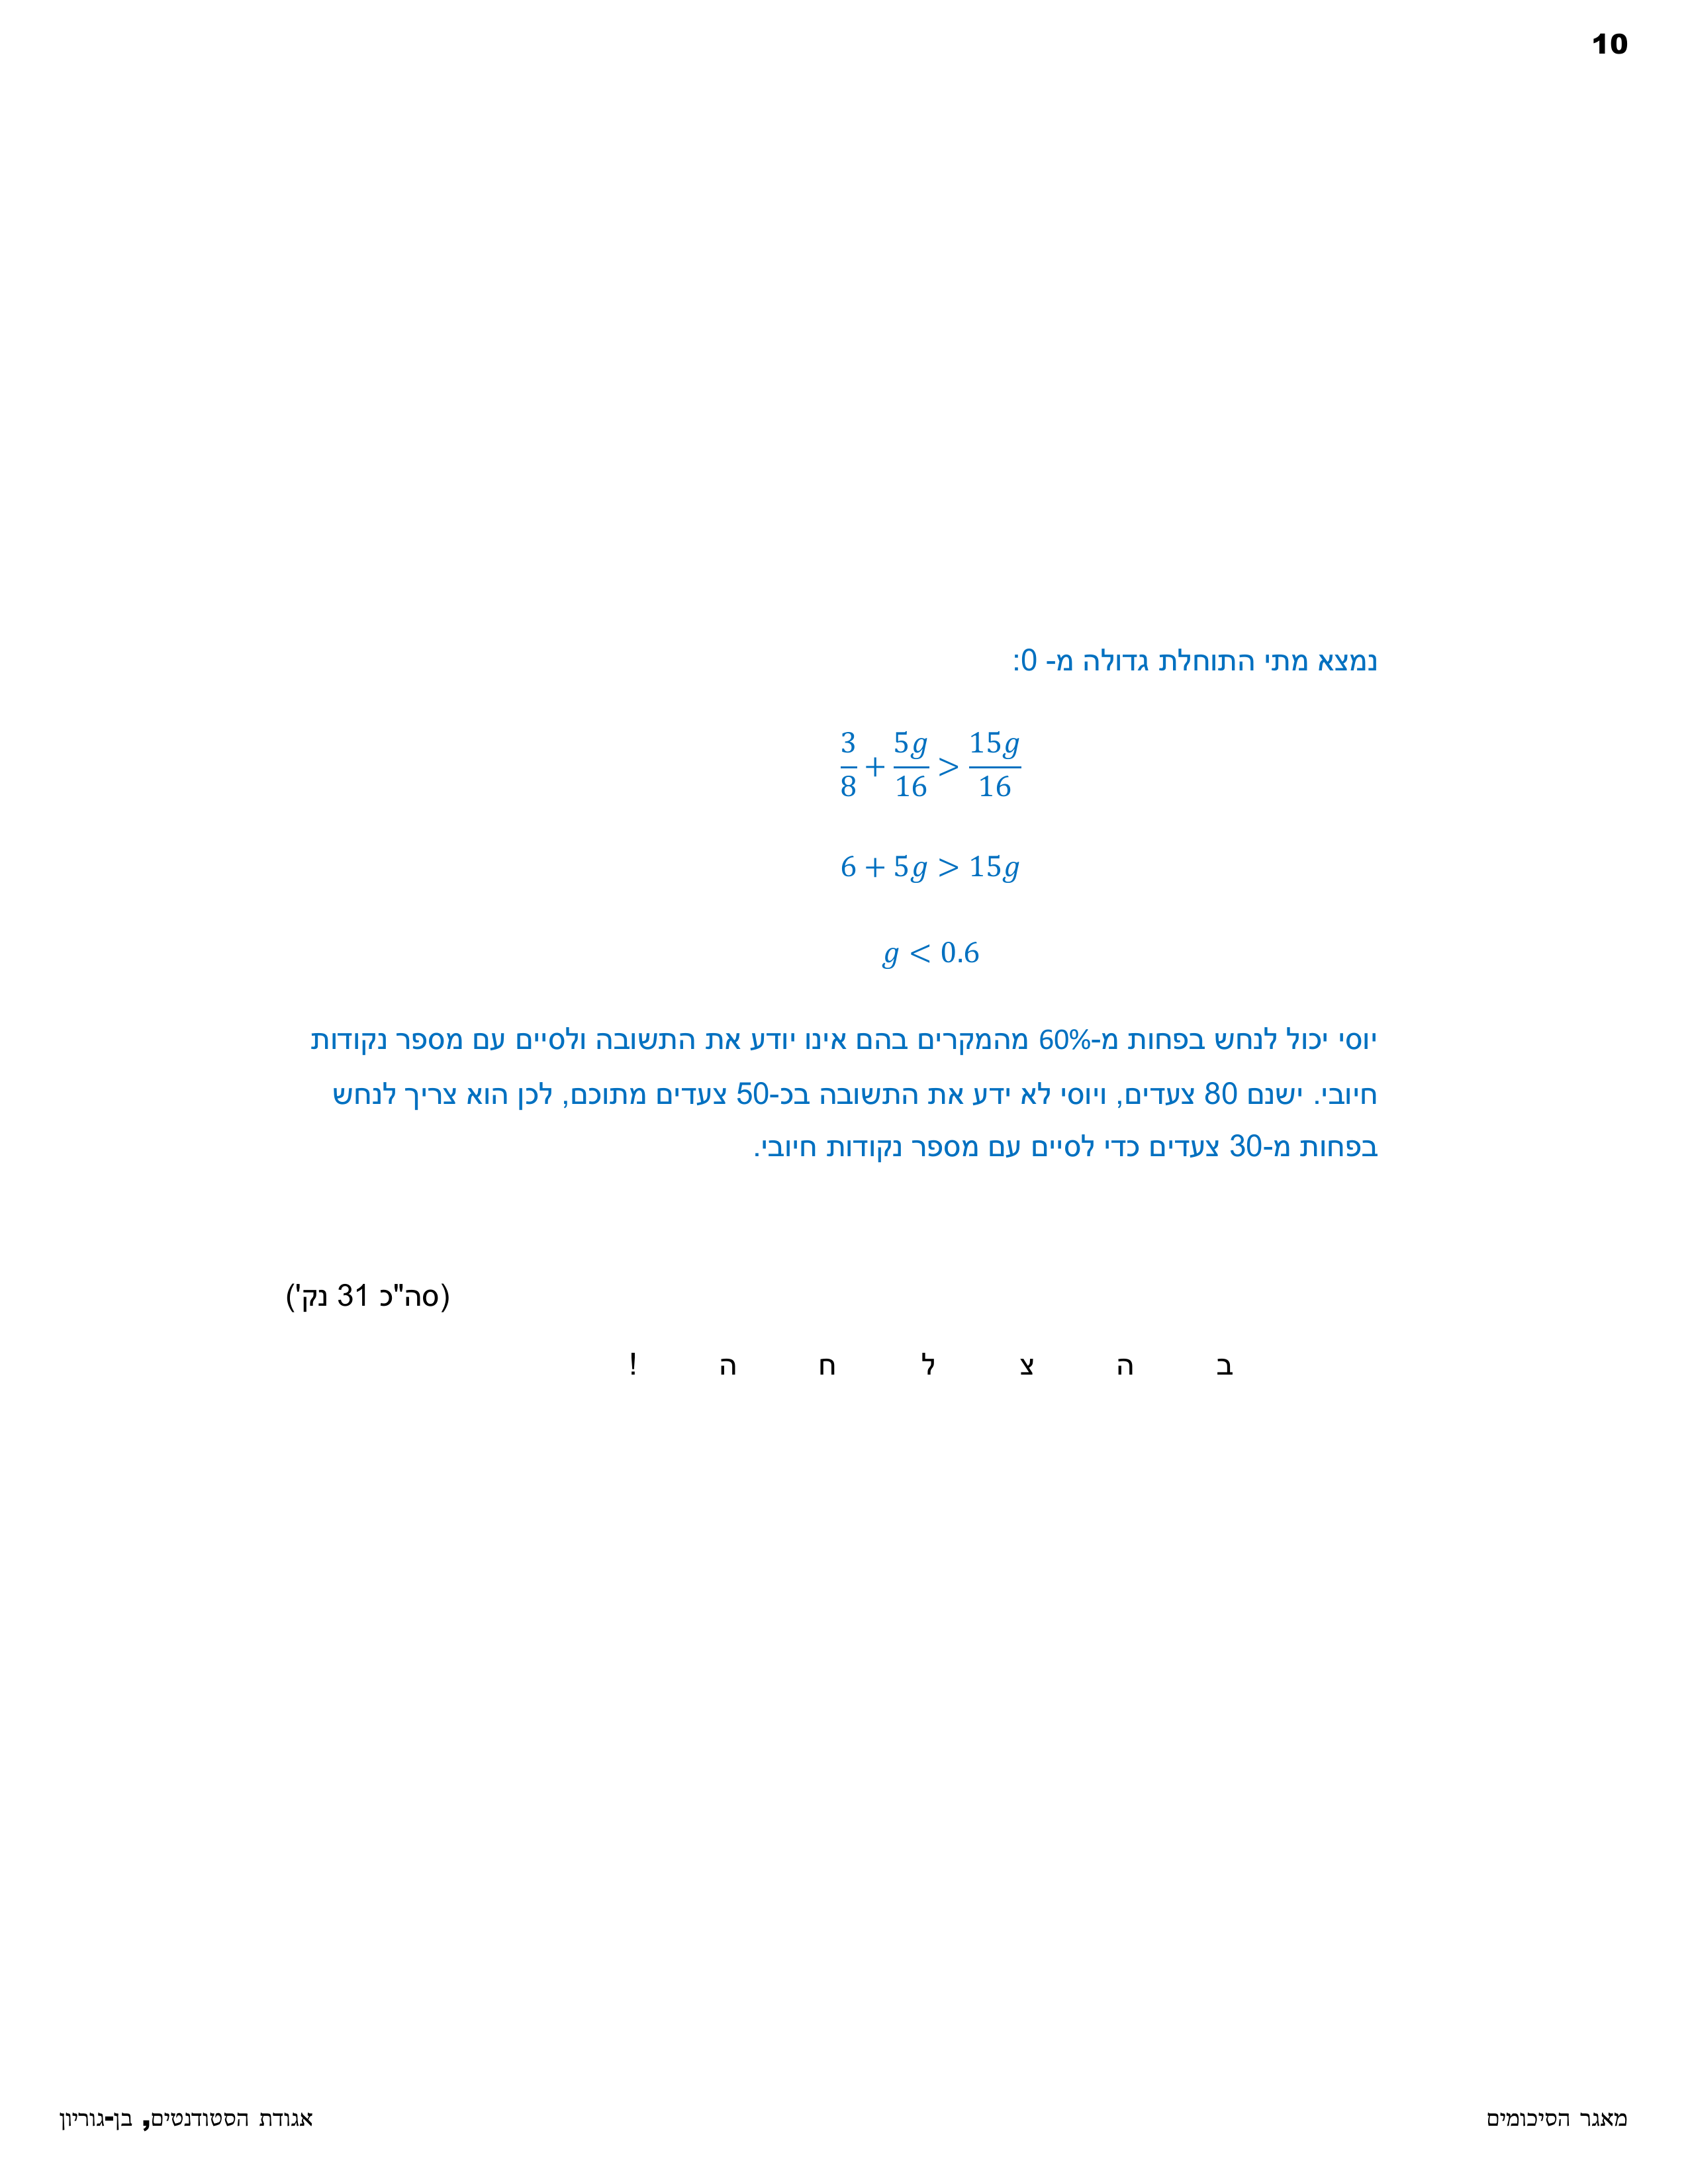 10
נמצא מתי התוחלת גדולה מ- 0:
3/8 + 5g/16 > 15g/16
6 + 5g > 15g
g < 0.6
יוסי יכול לנחש בפחות מ-60% מהמקרים בהם אינו יודע את התשובה ולסיים עם מספר נקודות
חיובי. ישנם 80 צעדים, ויוסי לא ידע את התשובה בכ-50 צעדים מתוכם, לכן הוא צריך לנחש
בפחות מ-30 צעדים כדי לסיים עם מספר נקודות חיובי.
(סה"כ 31 נק')
ב ה צ ל ח ה !
מאגר הסיכומים אגודת הסטודנטים, בן-גוריון